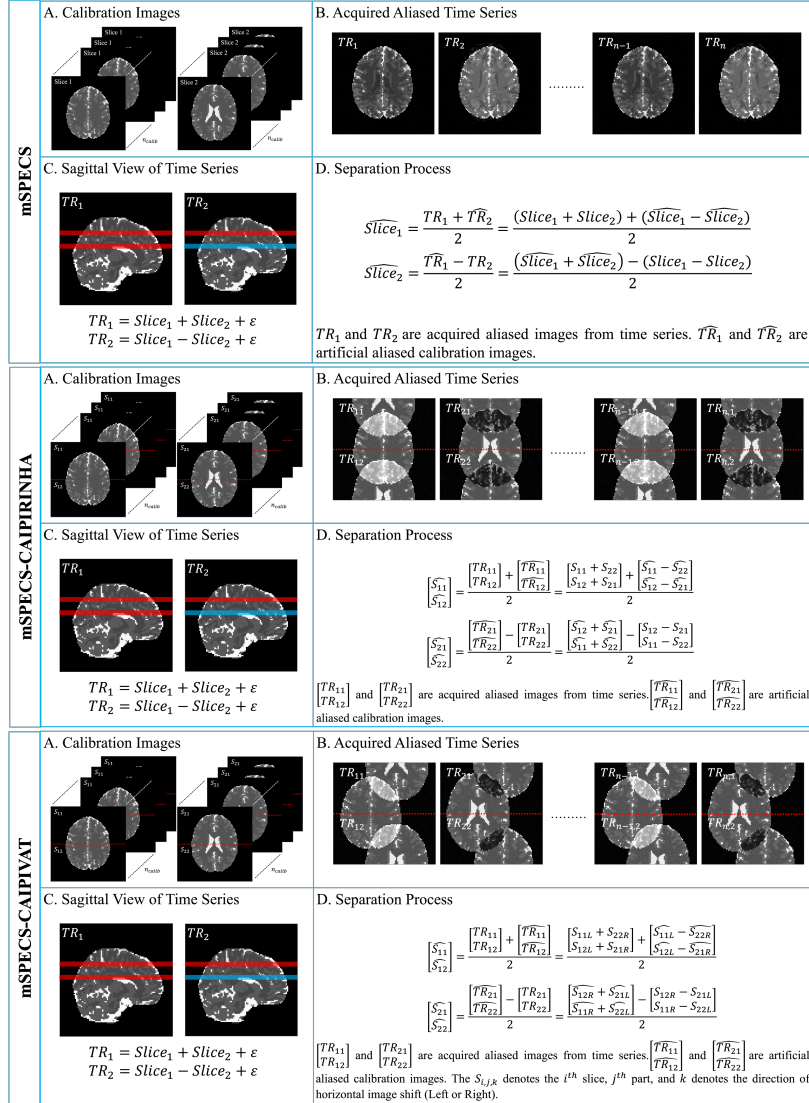 mSPECS
A. Calibration Images
Slice 1
Slice 1
Slice 1
n_calib
Slice 2
Slice 2
Slice 2
n_calib
B. Acquired Aliased Time Series
TR_1
TR_2
.........
TR_{n-1}
TR_n
C. Sagittal View of Time Series
TR_1
TR_2
TR_1 = Slice_1 + Slice_2 + ε
TR_2 = Slice_1 − Slice_2 + ε
D. Separation Process
\widehat{Slice_1} = \frac{TR_1 + \widehat{TR_2}}{2} = \frac{(Slice_1 + Slice_2) + (\widehat{Slice_1} − \widehat{Slice_2})}{2}
\widehat{Slice_2} = \frac{\widehat{TR_1} − TR_2}{2} = \frac{(\widehat{Slice_1} + \widehat{Slice_2}) − (Slice_1 − Slice_2)}{2}
TR_1 and TR_2 are acquired aliased images from time series. \widehat{TR_1} and \widehat{TR_2} are
artificial aliased calibration images.
mSPECS-CAIPIRINHA
A. Calibration Images
S_11
S_11
S_11
S_12
n_calib
S_21
S_21
S_21
S_22
n_calib
B. Acquired Aliased Time Series
TR_11
TR_12
TR_21
TR_22
.........
TR_{n-1,1}
TR_{n-1,2}
TR_{n,1}
TR_{n,2}
C. Sagittal View of Time Series
TR_1
TR_2
TR_1 = Slice_1 + Slice_2 + ε
TR_2 = Slice_1 − Slice_2 + ε
D. Separation Process
[\widehat{S_11}; \widehat{S_12}] = \frac{[TR_11; TR_12] + [\widehat{TR_11}; \widehat{TR_12}]}{2} = \frac{[S_11 + S_22; S_12 + S_21] + [\widehat{S_11} − \widehat{S_22}; \widehat{S_12} − \widehat{S_21}]}{2}
[\widehat{S_21}; \widehat{S_22}] = \frac{[\widehat{TR_21}; \widehat{TR_22}] − [TR_21; TR_22]}{2} = \frac{[\widehat{S_12} + \widehat{S_21}; \widehat{S_11} + \widehat{S_22}] − [S_12 − S_21; S_11 − S_22]}{2}
[TR_11; TR_12] and [TR_21; TR_22] are acquired aliased images from time series. [\widehat{TR_11}; \widehat{TR_12}] and [\widehat{TR_21}; \widehat{TR_22}] are artificial
aliased calibration images.
mSPECS-CAIPIVAT
A. Calibration Images
S_11
S_11
S_11
S_12
n_calib
S_21
S_21
S_21
S_22
n_calib
B. Acquired Aliased Time Series
TR_11
TR_12
TR_21
TR_22
.........
TR_{n-1,1}
TR_{n-1,2}
TR_{n,1}
TR_{n,2}
C. Sagittal View of Time Series
TR_1
TR_2
TR_1 = Slice_1 + Slice_2 + ε
TR_2 = Slice_1 − Slice_2 + ε
D. Separation Process
[\widehat{S_11}; \widehat{S_12}] = \frac{[TR_11; TR_12] + [\widehat{TR_11}; \widehat{TR_12}]}{2} = \frac{[S_11L + S_22R; S_12L + S_21R] + [\widehat{S_11L} − \widehat{S_22R}; \widehat{S_12L} − \widehat{S_21R}]}{2}
[\widehat{S_21}; \widehat{S_22}] = \frac{[\widehat{TR_21}; \widehat{TR_22}] − [TR_21; TR_22]}{2} = \frac{[\widehat{S_12R} + \widehat{S_21L}; \widehat{S_11R} + \widehat{S_22L}] − [S_12R − S_21L; S_11R − S_22L]}{2}
[TR_11; TR_12] and [TR_21; TR_22] are acquired aliased images from time series. [\widehat{TR_11}; \widehat{TR_12}] and [\widehat{TR_21}; \widehat{TR_22}] are artificial
aliased calibration images. The S_{i,j,k} denotes the i^{th} slice, j^{th} part, and k denotes the direction of
horizontal image shift (Left or Right).